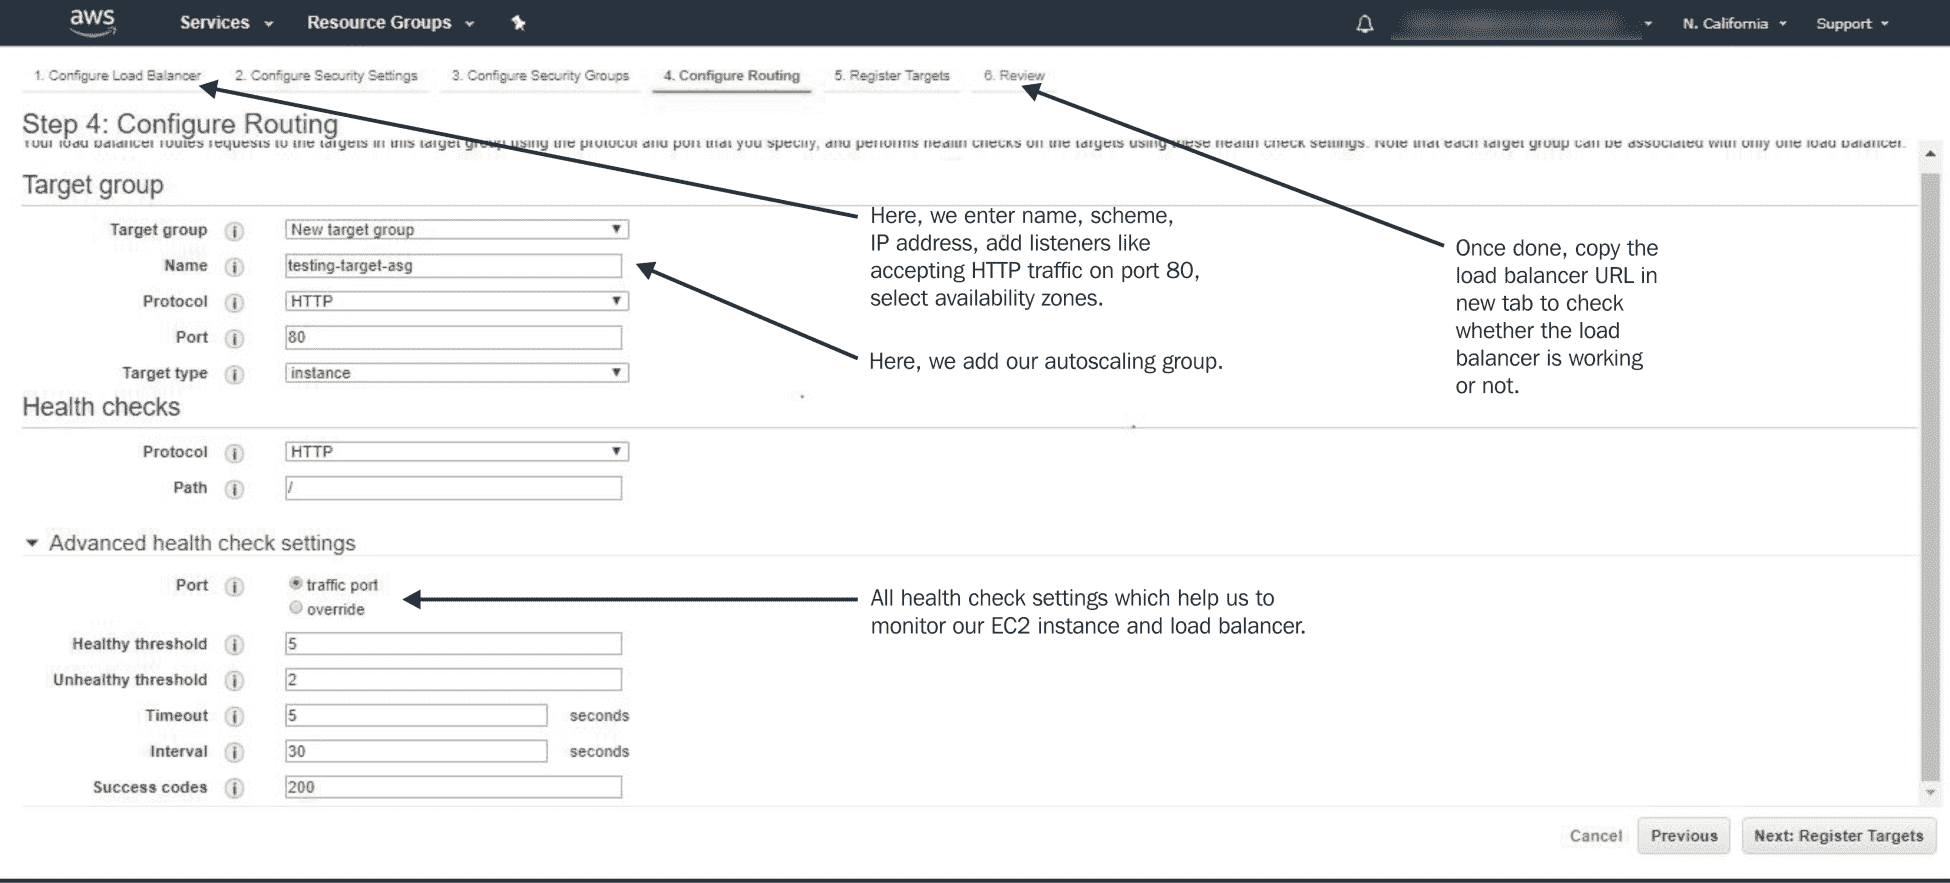 aws Services Resource Groups N. California Support
1. Configure Load Balancer 2. Configure Security Settings 3. Configure Security Groups 4. Configure Routing 5. Register Targets 6. Review
Step 4: Configure Routing
Your load balancer routes requests to the targets in this target group using the protocol and port that you specify, and performs health checks on the targets using these health check settings. Note that each target group can be associated with only one load balancer.
Target group
Target group i New target group
Name i testing-target-asg
Protocol i HTTP
Port i 80
Target type i instance
Here, we enter name, scheme,
IP address, add listeners like
accepting HTTP traffic on port 80,
select availability zones.
Here, we add our autoscaling group.
Once done, copy the
load balancer URL in
new tab to check
whether the load
balancer is working
or not.
Health checks
Protocol i HTTP
Path i /
Advanced health check settings
Port i traffic port
override
All health check settings which help us to
monitor our EC2 instance and load balancer.
Healthy threshold i 5
Unhealthy threshold i 2
Timeout i 5 seconds
Interval i 30 seconds
Success codes i 200
Cancel Previous Next: Register Targets